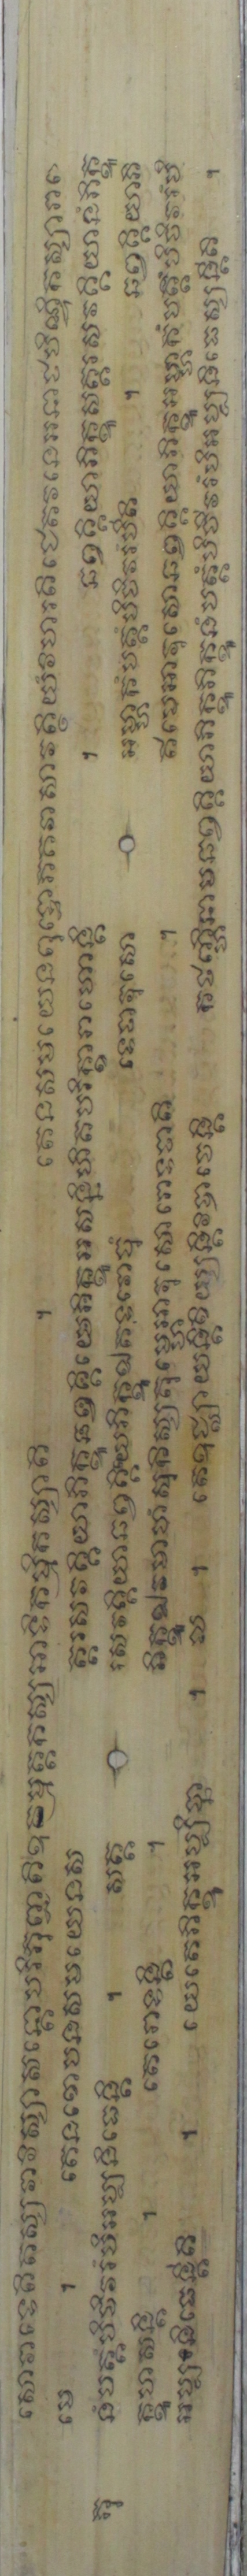 សោវាទេតិតស្សវាវិស្សាសន្តោបរិភុញ្ជតិឧម្មត្តកស្សអាទិកម្មិកស្សាតិ ។ តេនសមយេនពុទ្ធោភគវាសាវត្ថិយំវិហរតិជេតវនេអនាថបិណ្ឌិកស្សអារា
មេ ។ តេនខោបនសមយេនស ត្តរសវគ្គិយាភិក្ខូឆព្វគ្គិយេភិក្ខូអសន្និហិតបរិក្ខារាហោន្តិ ។ ឆព្វគ្គិយាភិក្ខូសត្តរសវគ្គិយានំភិក្ខូ
ភុ នំបត្តំបិចីវរំបិអប្បនិធេន្តិ ។ សត្ត រសវគ្គិយាឆព្វគ្គិយេភិក្ខូឯតទវោចុំ ទេថាវុសោ អម្ហាកំបត្តំបិចីវរំបីតិ ។ ឆព្វគ្គិយាភិ
ក្ខូហសន្តិ ។ តេរោទន្តិ ។ ភិក្ខូឯវមាហំសុកិស្សតុម្ហេអាវុសោរោទថាតិ ។ ឥមេអាវុសោឆព្វគ្គិយាភិក្ខូអម្ហាកំបត្តំបិចីវរំបិ
អប្បនិធេន្តីតិ ។ យេតេភិក្ខូអប្បិច្ឆា ។ ល ។ តេឧជ្ឈាយន្តិខិយ្យន្តិវិបាចេន្តិ កថញ្ហិនាមឆព្វគ្គិយាភិក្ខូភិក្ខូនំបត្តំបិចីវរំបិអប្បនិធេស្សន្តីតិ ។